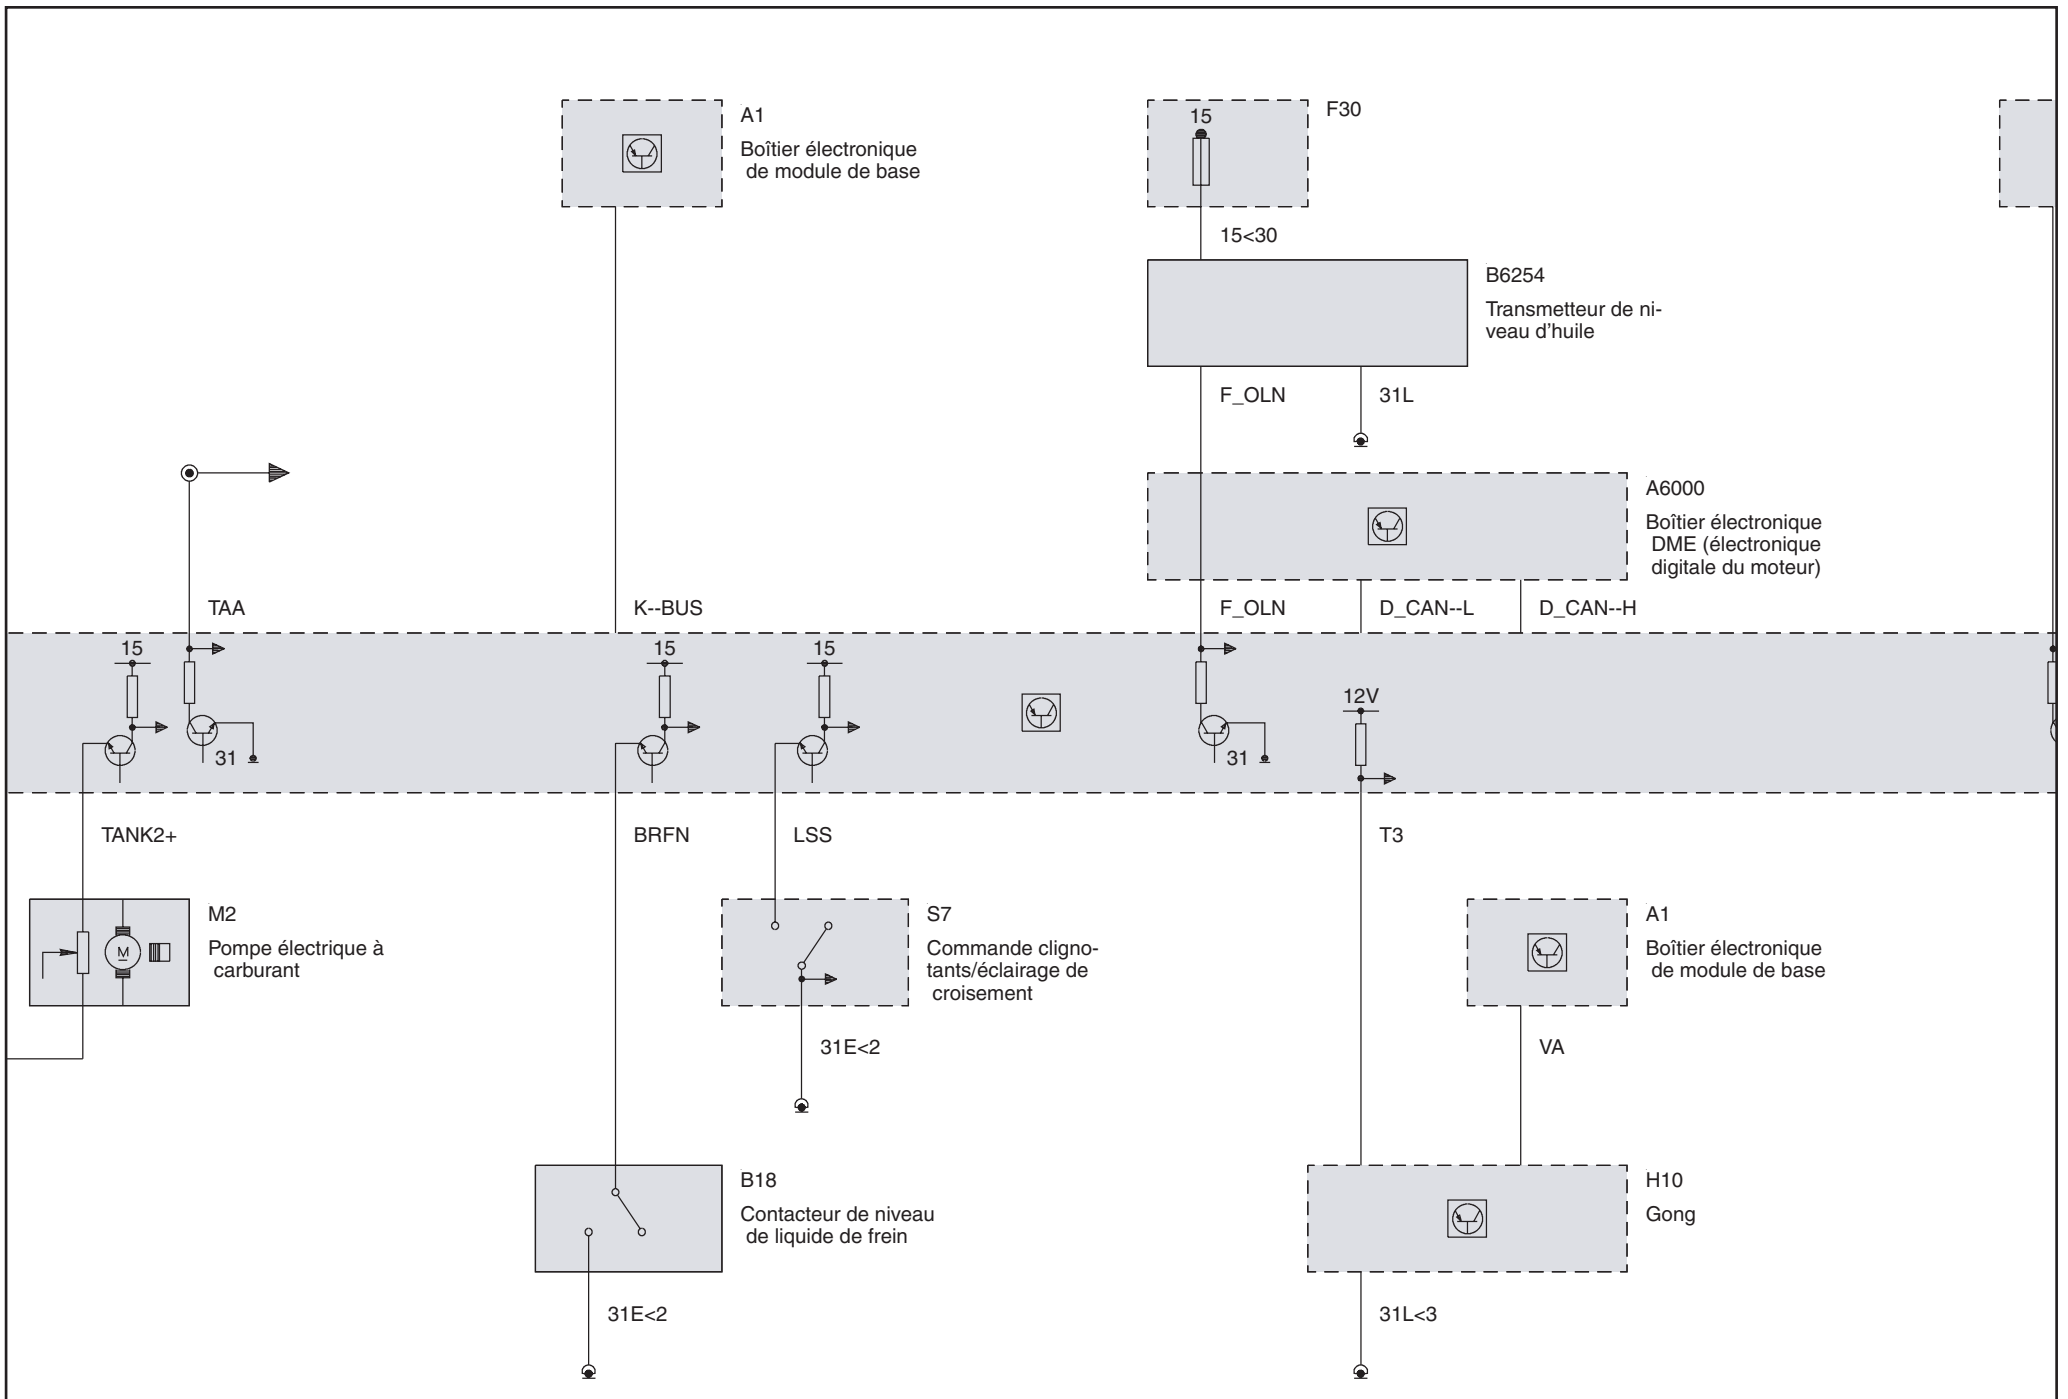 A1
Boîtier électronique
de module de base
15
F30
15<30
B6254
Transmetteur de ni-
veau d'huile
F_OLN
31L
A6000
Boîtier électronique
DME (électronique
digitale du moteur)
TAA
K--BUS
F_OLN
D_CAN--L
D_CAN--H
15
15
15
12V
31
31
TANK2+
BRFN
LSS
T3
M2
Pompe électrique à
carburant
M
S7
Commande cligno-
tants/éclairage de
croisement
A1
Boîtier électronique
de module de base
31E<2
VA
B18
Contacteur de niveau
de liquide de frein
H10
Gong
31E<2
31L<3